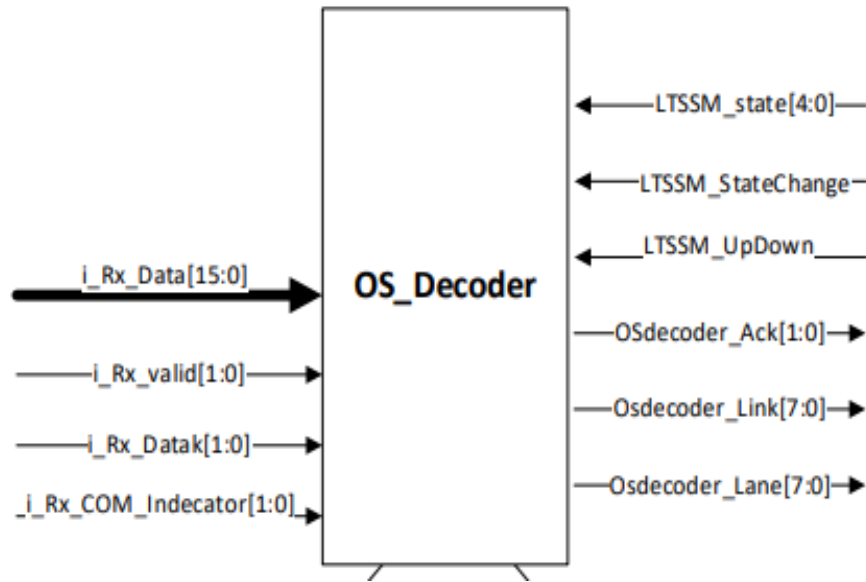 LTSSM_state[4:0]
LTSSM_StateChange
LTSSM_UpDown
i_Rx_Data[15:0]
OS_Decoder
OSdecoder_Ack[1:0]
i_Rx_valid[1:0]
Osdecoder_Link[7:0]
i_Rx_Datak[1:0]
Osdecoder_Lane[7:0]
i_Rx_COM_Indecator[1:0]